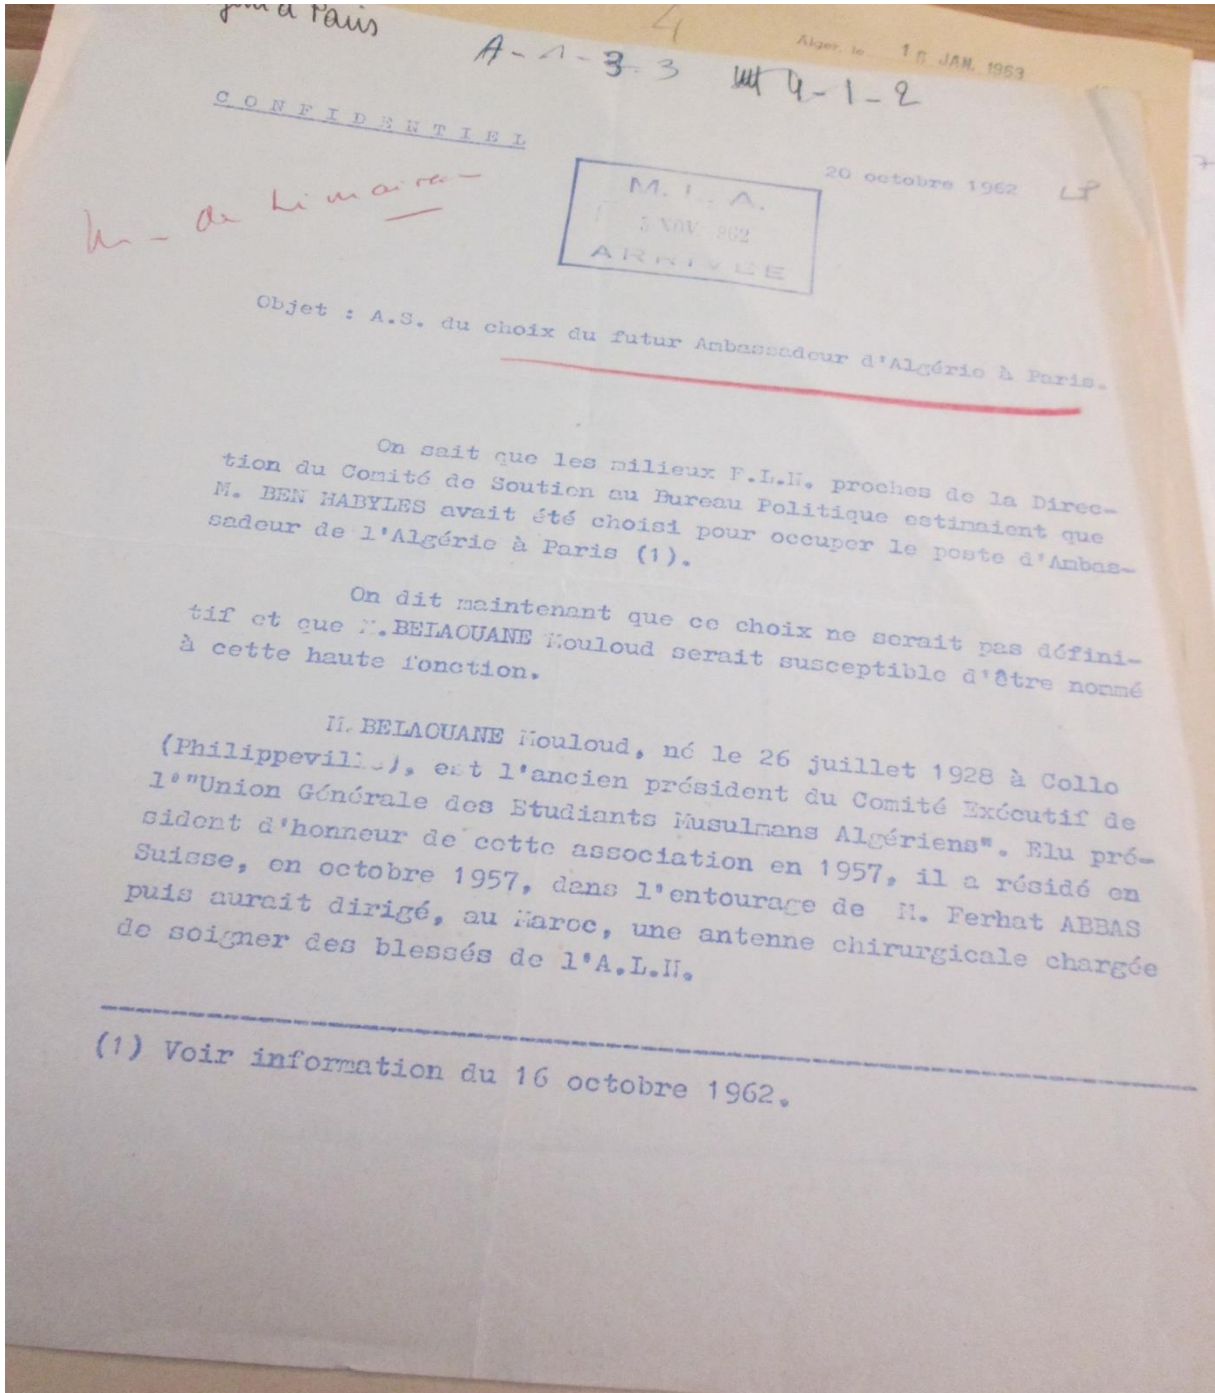 à Paris
4
Alger, le 16 JAN. 1963
A-1-3.3 4-1-2
CONFIDENTIEL
20 octobre 1962
M. de
M. . A.
5 NOV 1962
ARRIVEE
Objet : A.S. du choix du futur Ambassadeur d'Algérie à Paris.
On sait que les milieux F.L.N. proches de la Direc-
tion du Comité de Soutien au Bureau Politique estimaient que
M. BEN HABYLES avait été choisi pour occuper le poste d'Ambas-
sadeur de l'Algérie à Paris (1).
On dit maintenant que ce choix ne serait pas défini-
tif et que M. BELAOUANE Mouloud serait susceptible d'être nommé
à cette haute fonction.
M. BELAOUANE Mouloud, né le 26 juillet 1928 à Collo
(Philippeville), est l'ancien président du Comité Exécutif de
l'"Union Générale des Etudiants Musulmans Algériens". Elu pré-
sident d'honneur de cette association en 1957, il a résidé en
Suisse, en octobre 1957, dans l'entourage de M. Ferhat ABBAS
puis aurait dirigé, au Maroc, une antenne chirurgicale chargée
de soigner des blessés de l'A.L.N.
(1) Voir information du 16 octobre 1962.